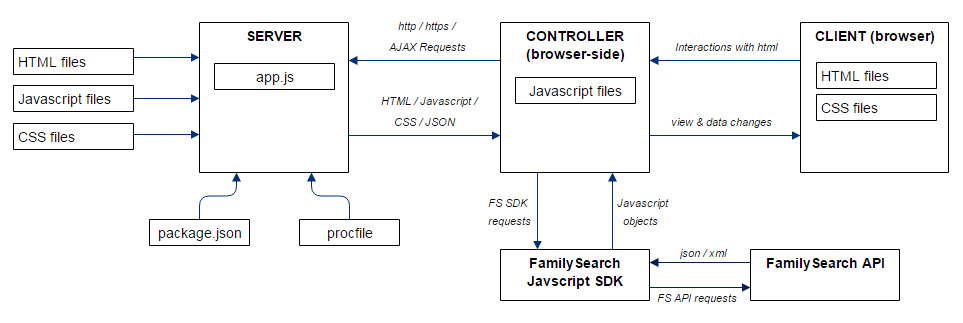 HTML files
Javascript files
CSS files
SERVER
app.js
package.json
procfile
http / https /
AJAX Requests
HTML / Javascript /
CSS / JSON
CONTROLLER
(browser-side)
Javascript files
Interactions with html
view & data changes
CLIENT (browser)
HTML files
CSS files
FS SDK
requests
Javascript
objects
FamilySearch
Javscript SDK
json / xml
FS API requests
FamilySearch API